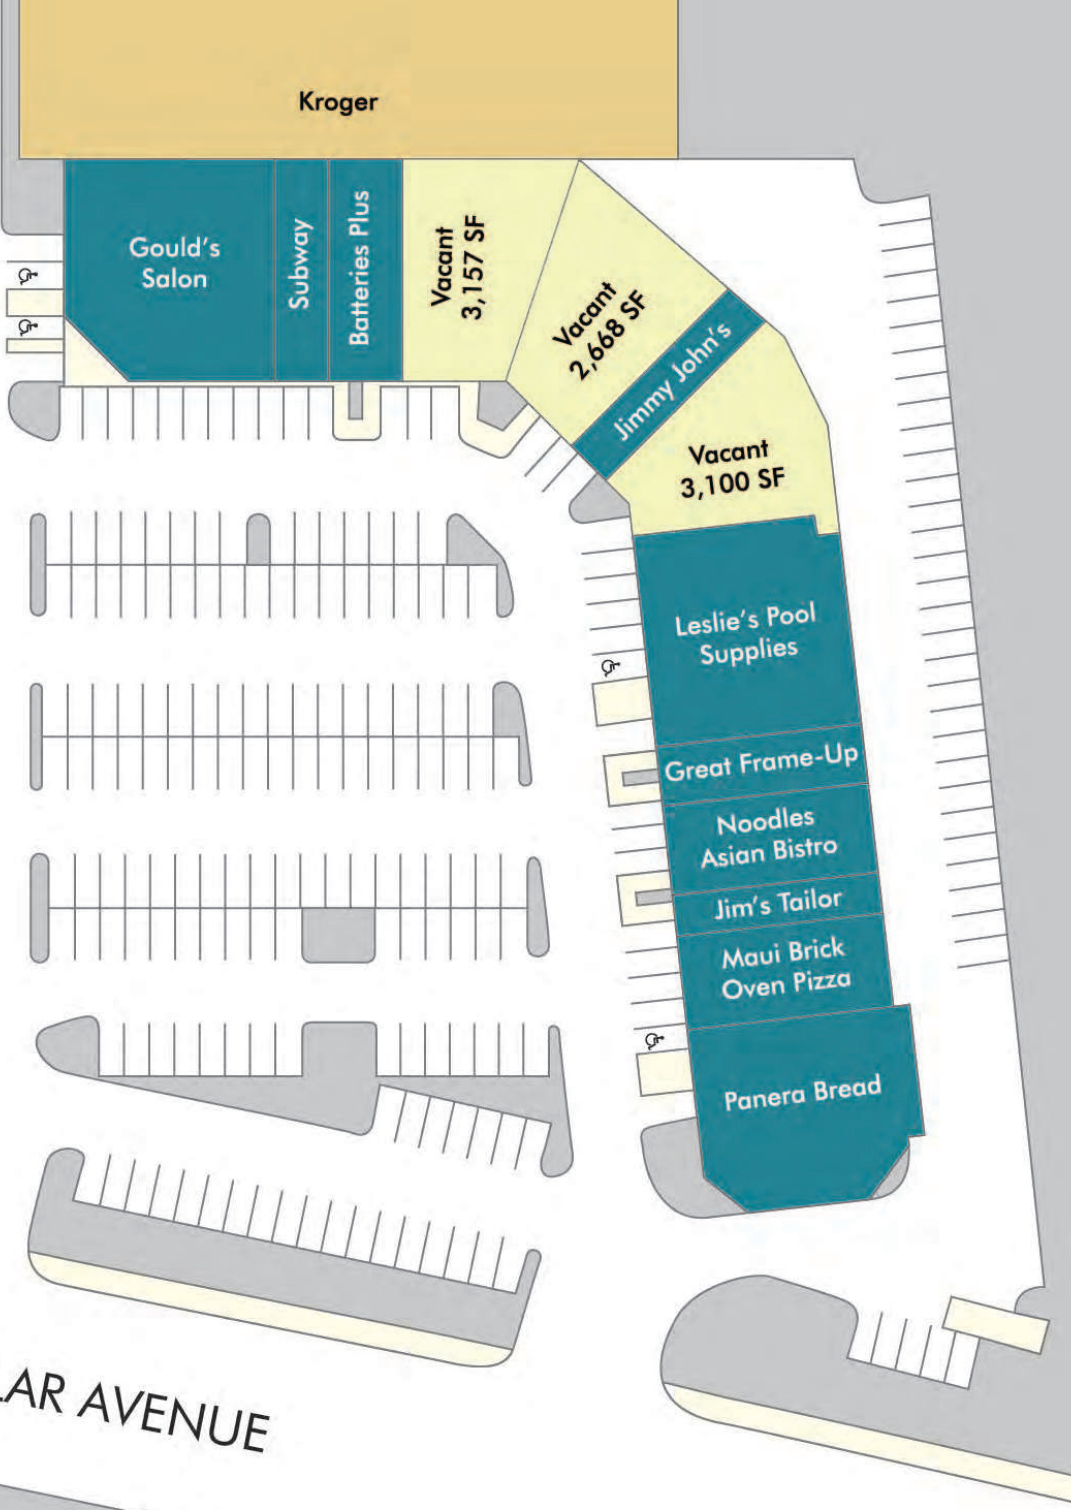 Kroger
Gould's
Salon
Subway
Batteries Plus
Vacant
3,157 SF
Vacant
2,668 SF
Jimmy John's
Vacant
3,100 SF
Leslie's Pool
Supplies
Great Frame-Up
Noodles
Asian Bistro
Jim's Tailor
Maui Brick
Oven Pizza
Panera Bread
LAR AVENUE